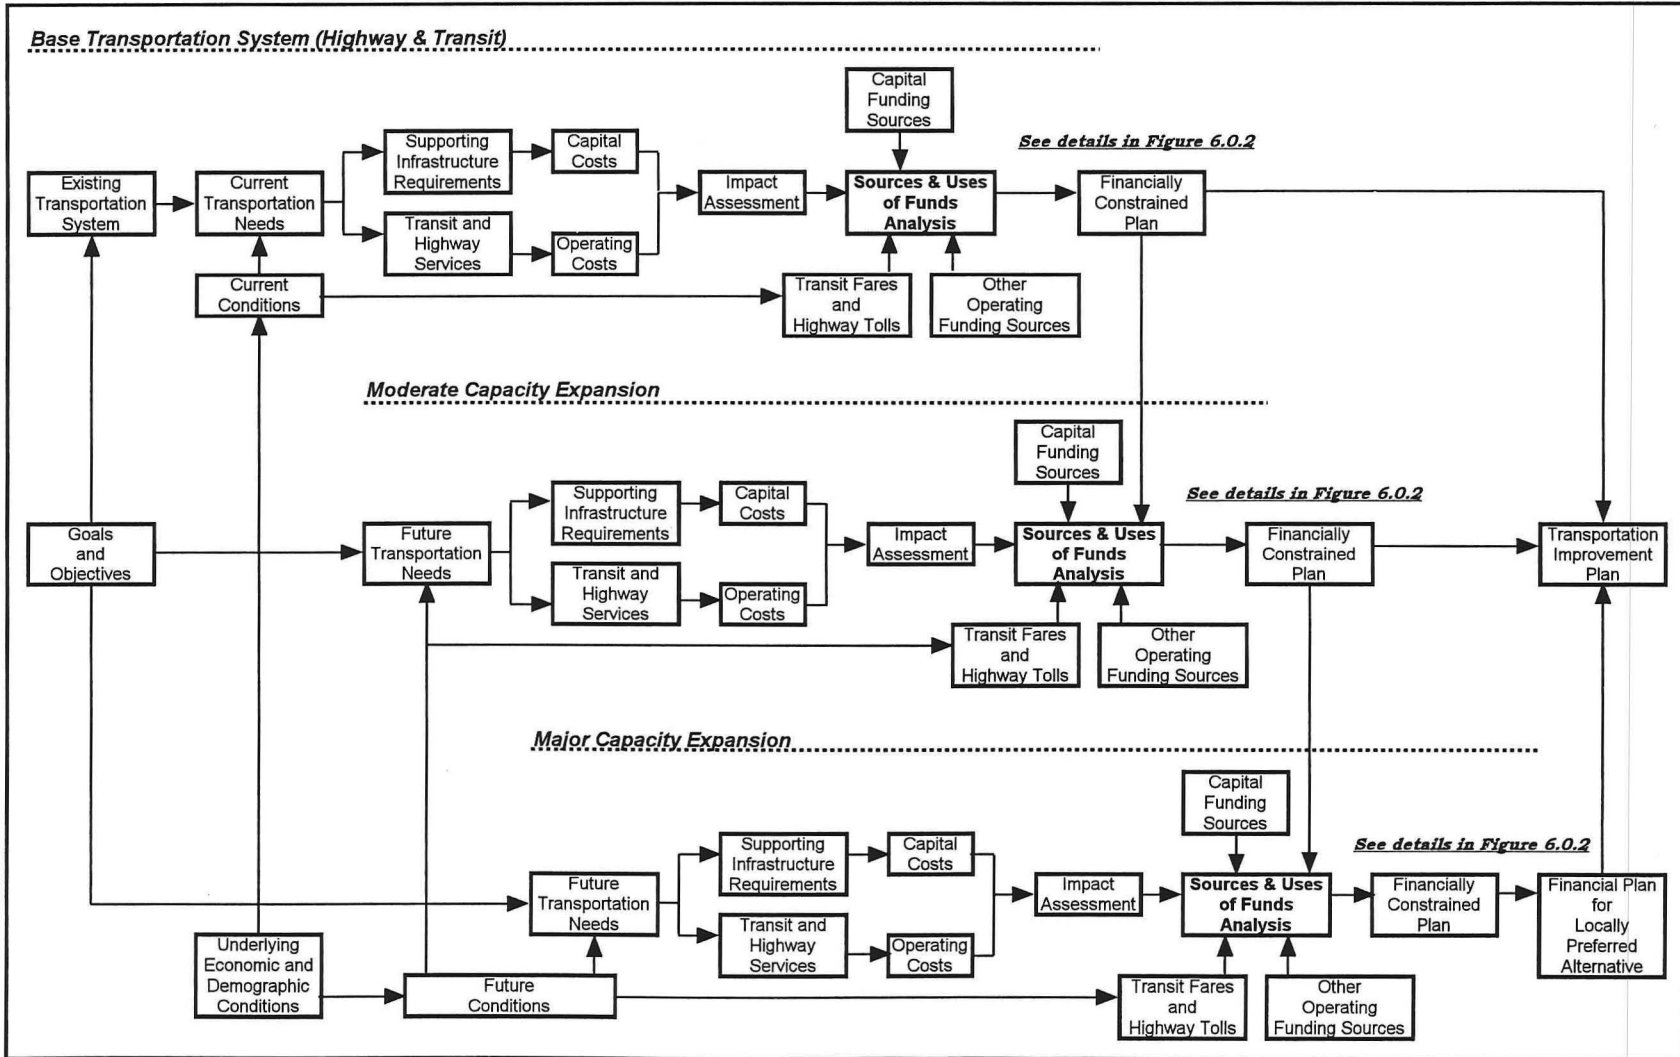 Base Transportation System (Highway & Transit)
Capital
Funding
Sources
See details in Figure 6.0.2
Supporting
Infrastructure
Requirements
Capital
Costs
Existing
Transportation
System
Current
Transportation
Needs
Impact
Assessment
Sources & Uses
of Funds
Analysis
Financially
Constrained
Plan
Transit and
Highway
Services
Operating
Costs
Current
Conditions
Transit Fares
and
Highway Tolls
Other
Operating
Funding Sources
Moderate Capacity Expansion
Capital
Funding
Sources
See details in Figure 6.0.2
Supporting
Infrastructure
Requirements
Capital
Costs
Goals
and
Objectives
Future
Transportation
Needs
Impact
Assessment
Sources & Uses
of Funds
Analysis
Financially
Constrained
Plan
Transportation
Improvement
Plan
Transit and
Highway
Services
Operating
Costs
Transit Fares
and
Highway Tolls
Other
Operating
Funding Sources
Major Capacity Expansion
Capital
Funding
Sources
See details in Figure 6.0.2
Supporting
Infrastructure
Requirements
Capital
Costs
Future
Transportation
Needs
Impact
Assessment
Sources & Uses
of Funds
Analysis
Financially
Constrained
Plan
Financial Plan
for
Locally
Preferred
Alternative
Transit and
Highway
Services
Operating
Costs
Underlying
Economic and
Demographic
Conditions
Future
Conditions
Transit Fares
and
Highway Tolls
Other
Operating
Funding Sources